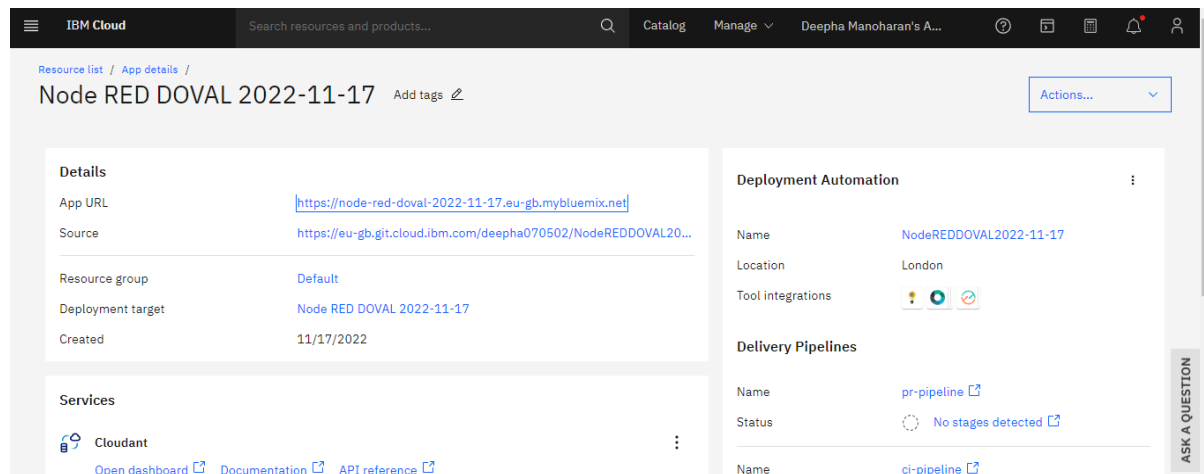 IBM Cloud
Search resources and products...
Catalog
Manage
Deepha Manoharan's A...
Resource list / App details /
Node RED DOVAL 2022-11-17
Add tags
Actions...
Details
App URL
https://node-red-doval-2022-11-17.eu-gb.mybluemix.net
Source
https://eu-gb.git.cloud.ibm.com/deepha070502/NodeREDDOVAL20...
Resource group
Default
Deployment target
Node RED DOVAL 2022-11-17
Created
11/17/2022
Services
Cloudant
Open dashboard
Documentation
API reference
Deployment Automation
Name
NodeREDDOVAL2022-11-17
Location
London
Tool integrations
Delivery Pipelines
Name
pr-pipeline
Status
No stages detected
Name
ci-pipeline
ASK A QUESTION